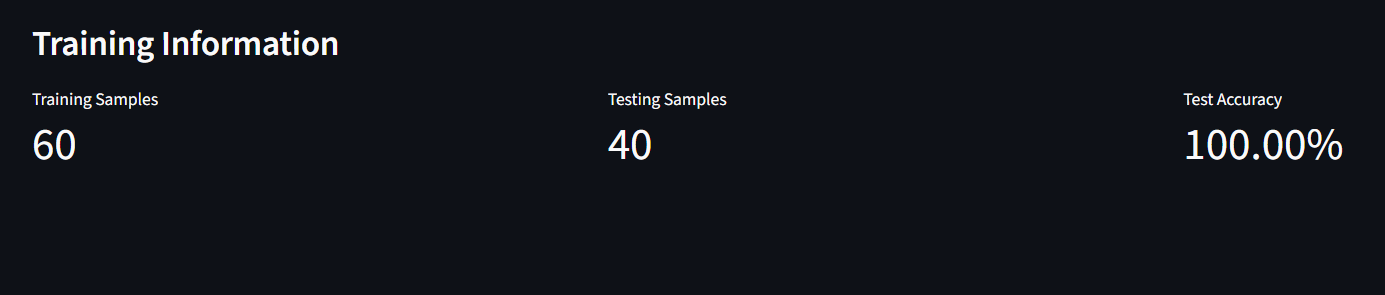 Training Information
Training Samples
60
Testing Samples
40
Test Accuracy
100.00%